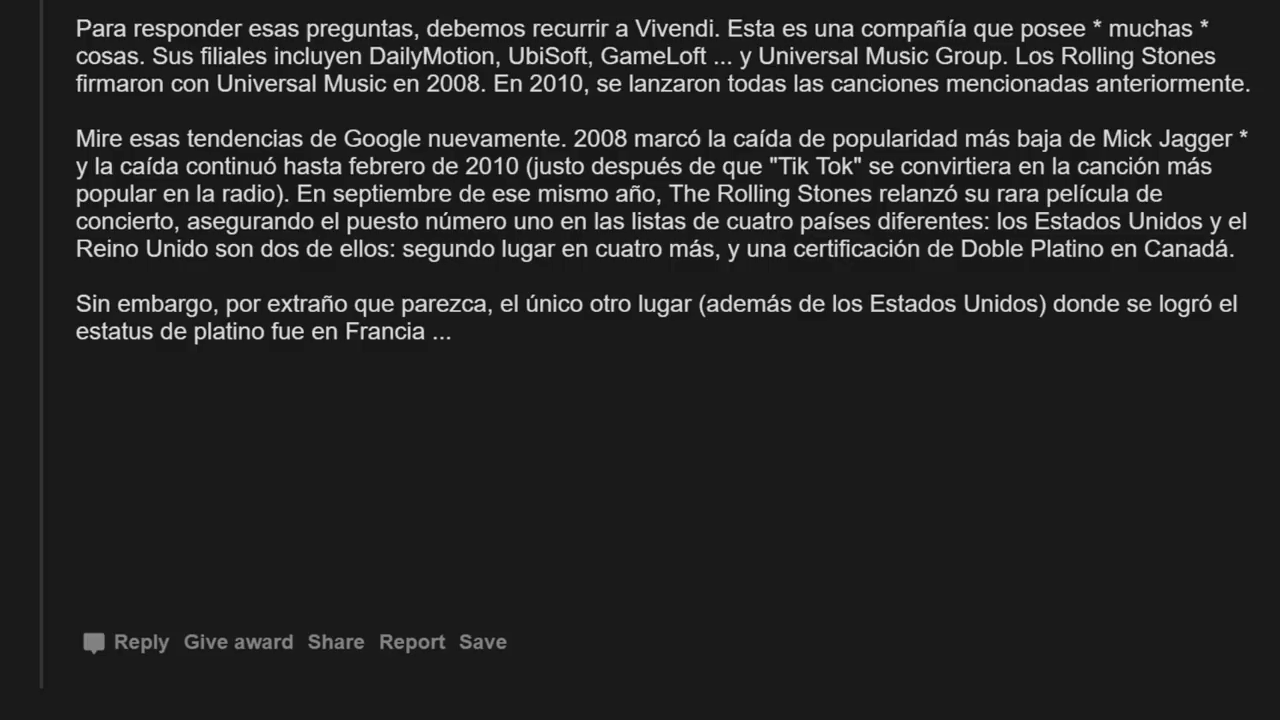 Para responder esas preguntas, debemos recurrir a Vivendi. Esta es una compañía que posee * muchas *
cosas. Sus filiales incluyen DailyMotion, UbiSoft, GameLoft ... y Universal Music Group. Los Rolling Stones
firmaron con Universal Music en 2008. En 2010, se lanzaron todas las canciones mencionadas anteriormente.
Mire esas tendencias de Google nuevamente. 2008 marcó la caída de popularidad más baja de Mick Jagger *
y la caída continuó hasta febrero de 2010 (justo después de que "Tik Tok" se convirtiera en la canción más
popular en la radio). En septiembre de ese mismo año, The Rolling Stones relanzó su rara película de
concierto, asegurando el puesto número uno en las listas de cuatro países diferentes: los Estados Unidos y el
Reino Unido son dos de ellos: segundo lugar en cuatro más, y una certificación de Doble Platino en Canadá.
Sin embargo, por extraño que parezca, el único otro lugar (además de los Estados Unidos) donde se logró el
estatus de platino fue en Francia ...
Reply Give award Share Report Save